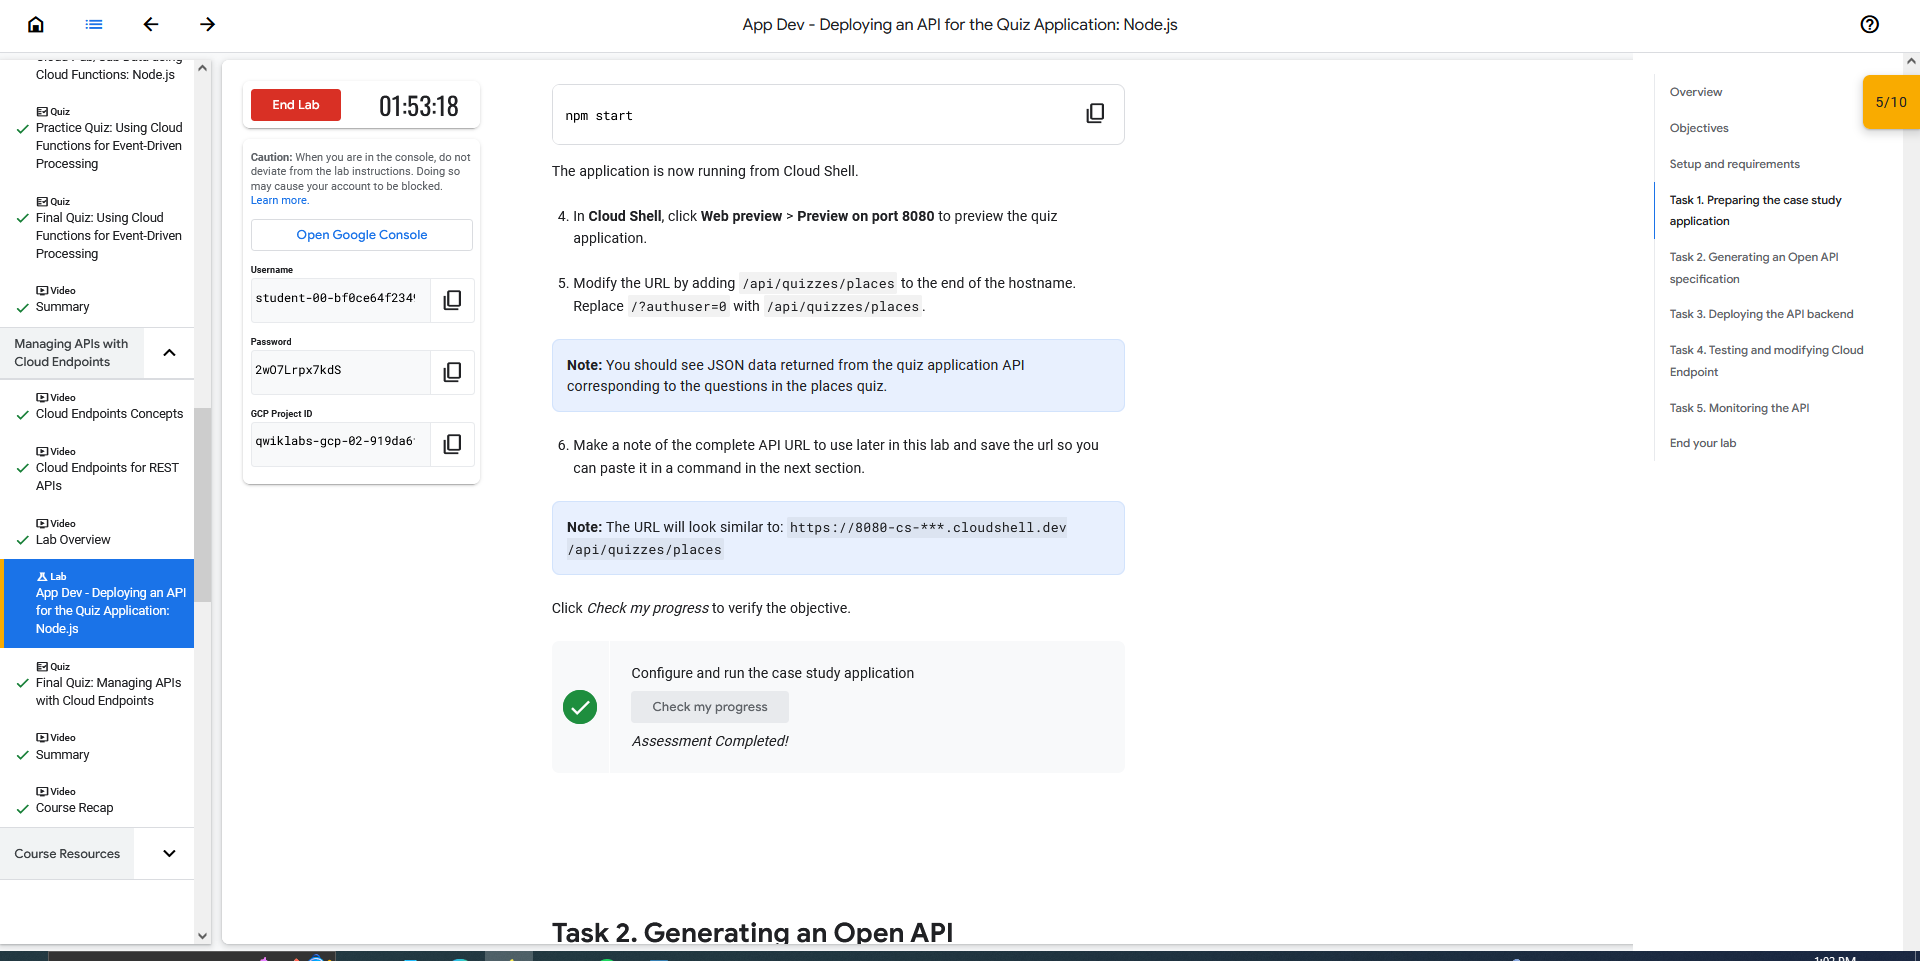 App Dev - Deploying an API for the Quiz Application: Node.js
Cloud Functions: Node.js
Quiz
Practice Quiz: Using Cloud
Functions for Event-Driven
Processing
Quiz
Final Quiz: Using Cloud
Functions for Event-Driven
Processing
Video
Summary
Managing APIs with
Cloud Endpoints
Video
Cloud Endpoints Concepts
Video
Cloud Endpoints for REST
APIs
Video
Lab Overview
Lab
App Dev - Deploying an API
for the Quiz Application:
Node.js
Quiz
Final Quiz: Managing APIs
with Cloud Endpoints
Video
Summary
Video
Course Recap
Course Resources
End Lab
01:53:18
Caution: When you are in the console, do not
deviate from the lab instructions. Doing so
may cause your account to be blocked.
Learn more.
Open Google Console
Username
student-00-bf0ce64f234
Password
2wO7Lrpx7kdS
GCP Project ID
qwiklabs-gcp-02-919da6
npm start
The application is now running from Cloud Shell.
4. In Cloud Shell, click Web preview > Preview on port 8080 to preview the quiz
application.
5. Modify the URL by adding /api/quizzes/places to the end of the hostname.
Replace /?authuser=0 with /api/quizzes/places.
Note: You should see JSON data returned from the quiz application API
corresponding to the questions in the places quiz.
6. Make a note of the complete API URL to use later in this lab and save the url so you
can paste it in a command in the next section.
Note: The URL will look similar to: https://8080-cs-***.cloudshell.dev
/api/quizzes/places
Click Check my progress to verify the objective.
Configure and run the case study application
Check my progress
Assessment Completed!
Task 2. Generating an Open API
Overview
Objectives
Setup and requirements
Task 1. Preparing the case study
application
Task 2. Generating an Open API
specification
Task 3. Deploying the API backend
Task 4. Testing and modifying Cloud
Endpoint
Task 5. Monitoring the API
End your lab
5/10